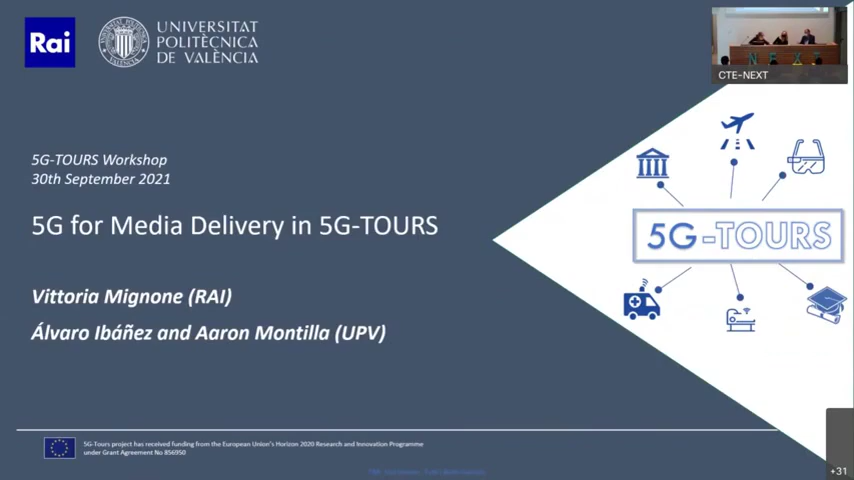 Rai
UNIVERSITAT
POLITÈCNICA
DE VALÈNCIA
CTE-NEXT
5G-TOURS Workshop
30th September 2021
5G for Media Delivery in 5G-TOURS
5G-TOURS
Vittoria Mignone (RAI)
Álvaro Ibáñez and Aaron Montilla (UPV)
5G-Tours project has received funding from the European Union's Horizon 2020 Research and Innovation Programme
under Grant Agreement No 856950
+31